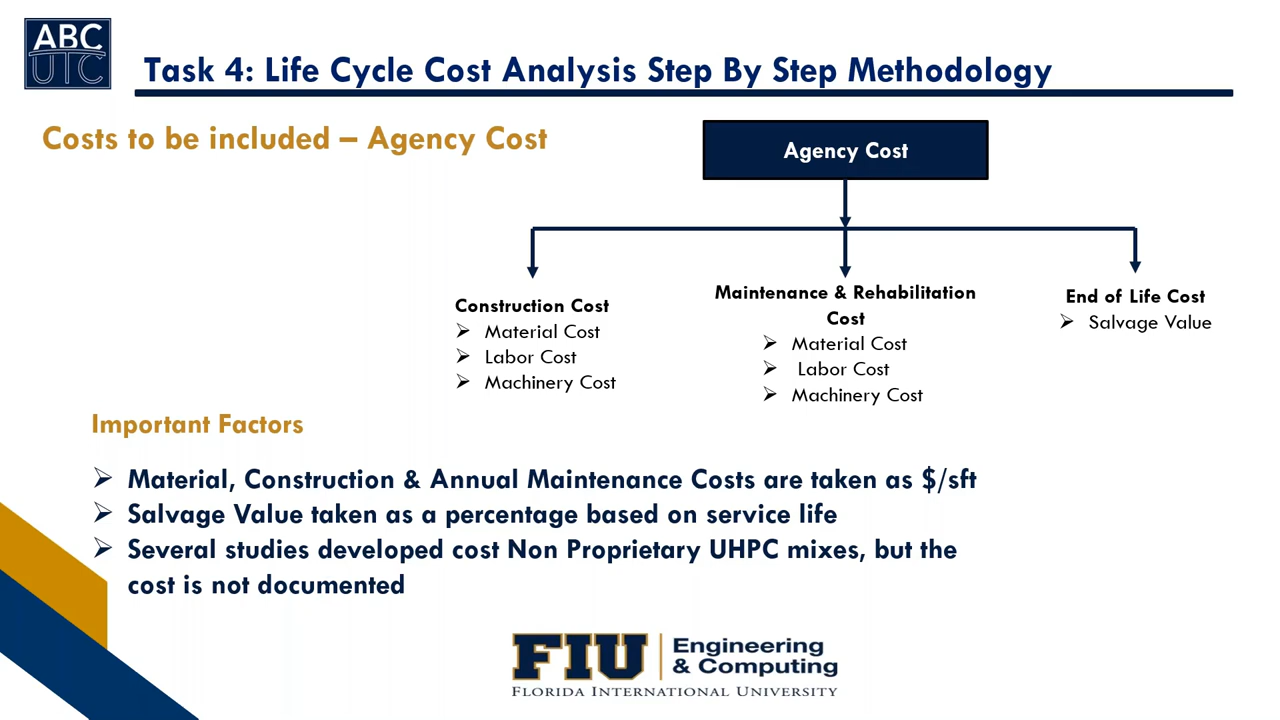 ABC
UTC
Task 4: Life Cycle Cost Analysis Step By Step Methodology
Costs to be included – Agency Cost
Agency Cost
Construction Cost
➢ Material Cost
➢ Labor Cost
➢ Machinery Cost
Maintenance & Rehabilitation
Cost
➢ Material Cost
➢ Labor Cost
➢ Machinery Cost
End of Life Cost
➢ Salvage Value
Important Factors
➢ Material, Construction & Annual Maintenance Costs are taken as $/sft
➢ Salvage Value taken as a percentage based on service life
➢ Several studies developed cost Non Proprietary UHPC mixes, but the
cost is not documented
FIU
Engineering
& Computing
FLORIDA INTERNATIONAL UNIVERSITY